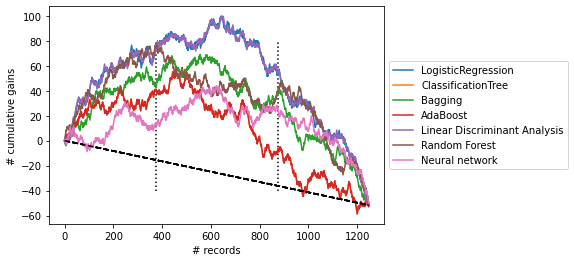 100
80
60
40
20
0
−20
−40
−60
# cumulative gains
0
200
400
600
800
1000
1200
# records
LogisticRegression
ClassificationTree
Bagging
AdaBoost
Linear Discriminant Analysis
Random Forest
Neural network